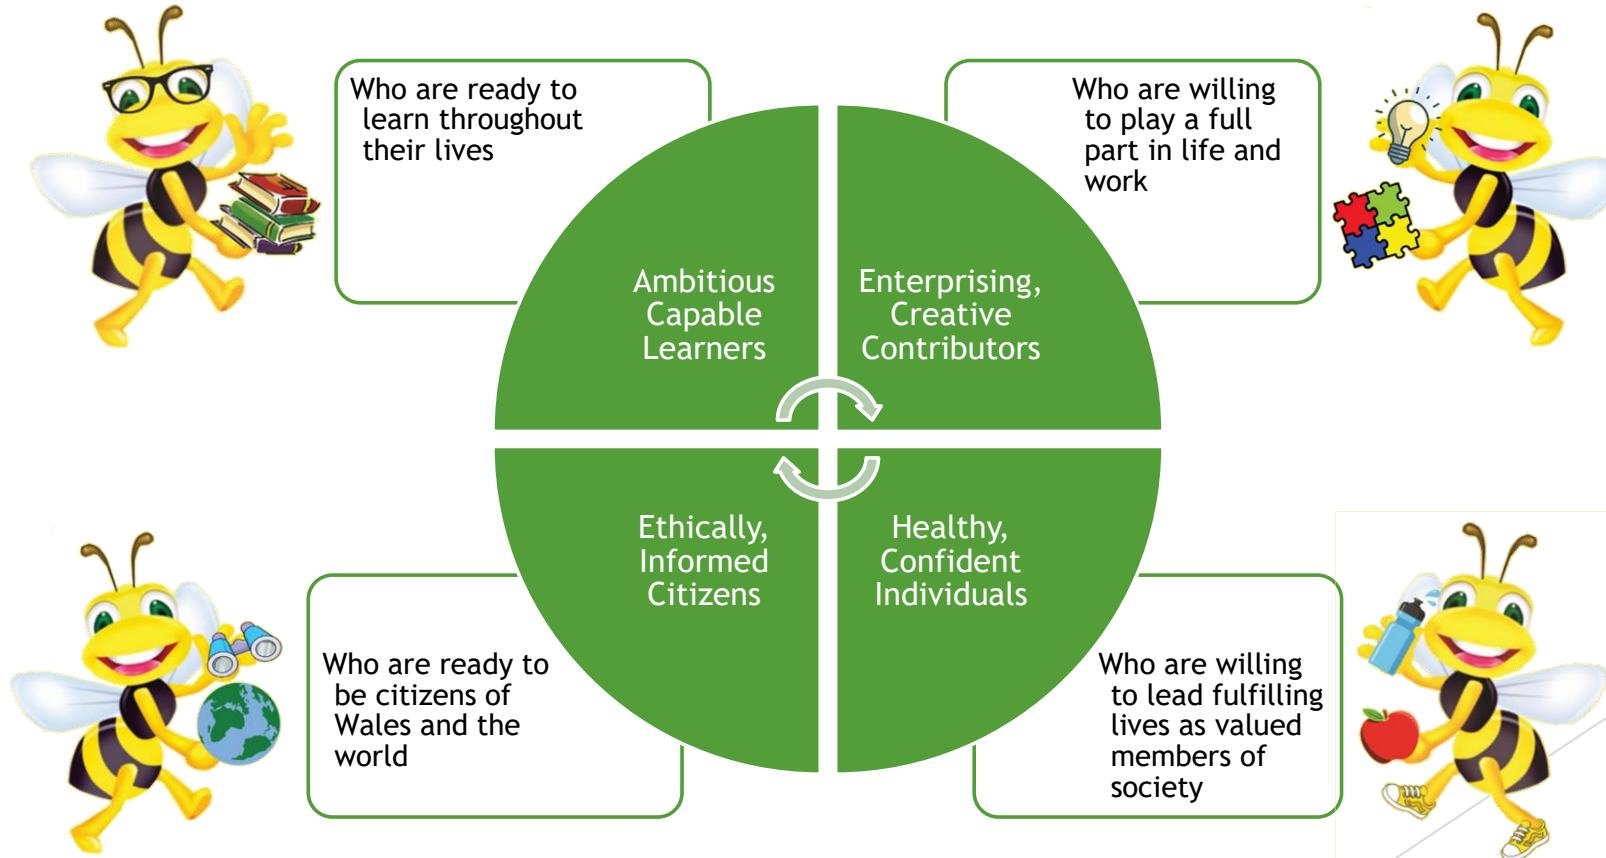 Who are ready to
learn throughout
their lives
Who are willing
to play a full
part in life and
work
Ambitious
Capable
Learners
Enterprising,
Creative
Contributors
Ethically,
Informed
Citizens
Healthy,
Confident
Individuals
Who are ready to
be citizens of
Wales and the
world
Who are willing
to lead fulfilling
lives as valued
members of
society